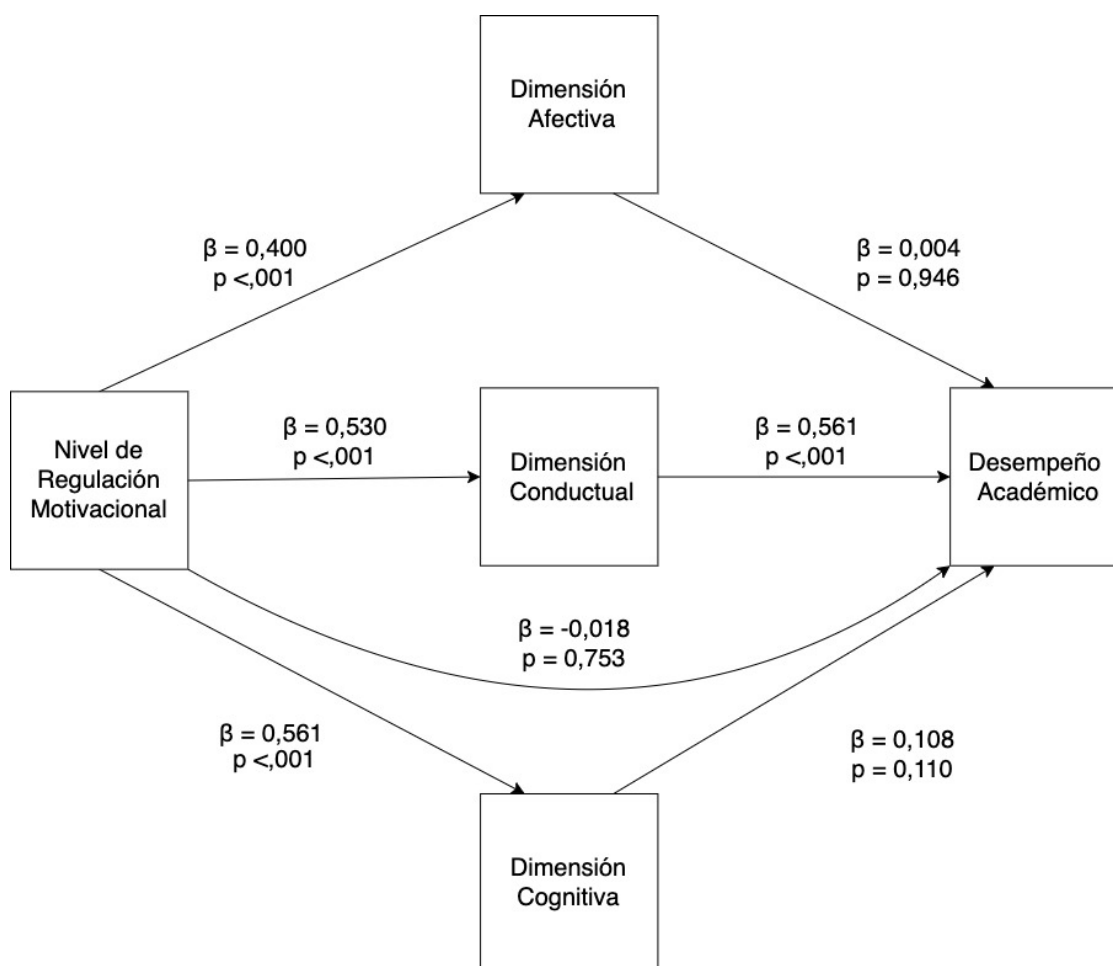 Dimensión
Afectiva
β = 0,400
p <,001
β = 0,004
p = 0,946
Nivel de
Regulación
Motivacional
β = 0,530
p <,001
Dimensión
Conductual
β = 0,561
p <,001
Desempeño
Académico
β = -0,018
p = 0,753
β = 0,561
p <,001
β = 0,108
p = 0,110
Dimensión
Cognitiva